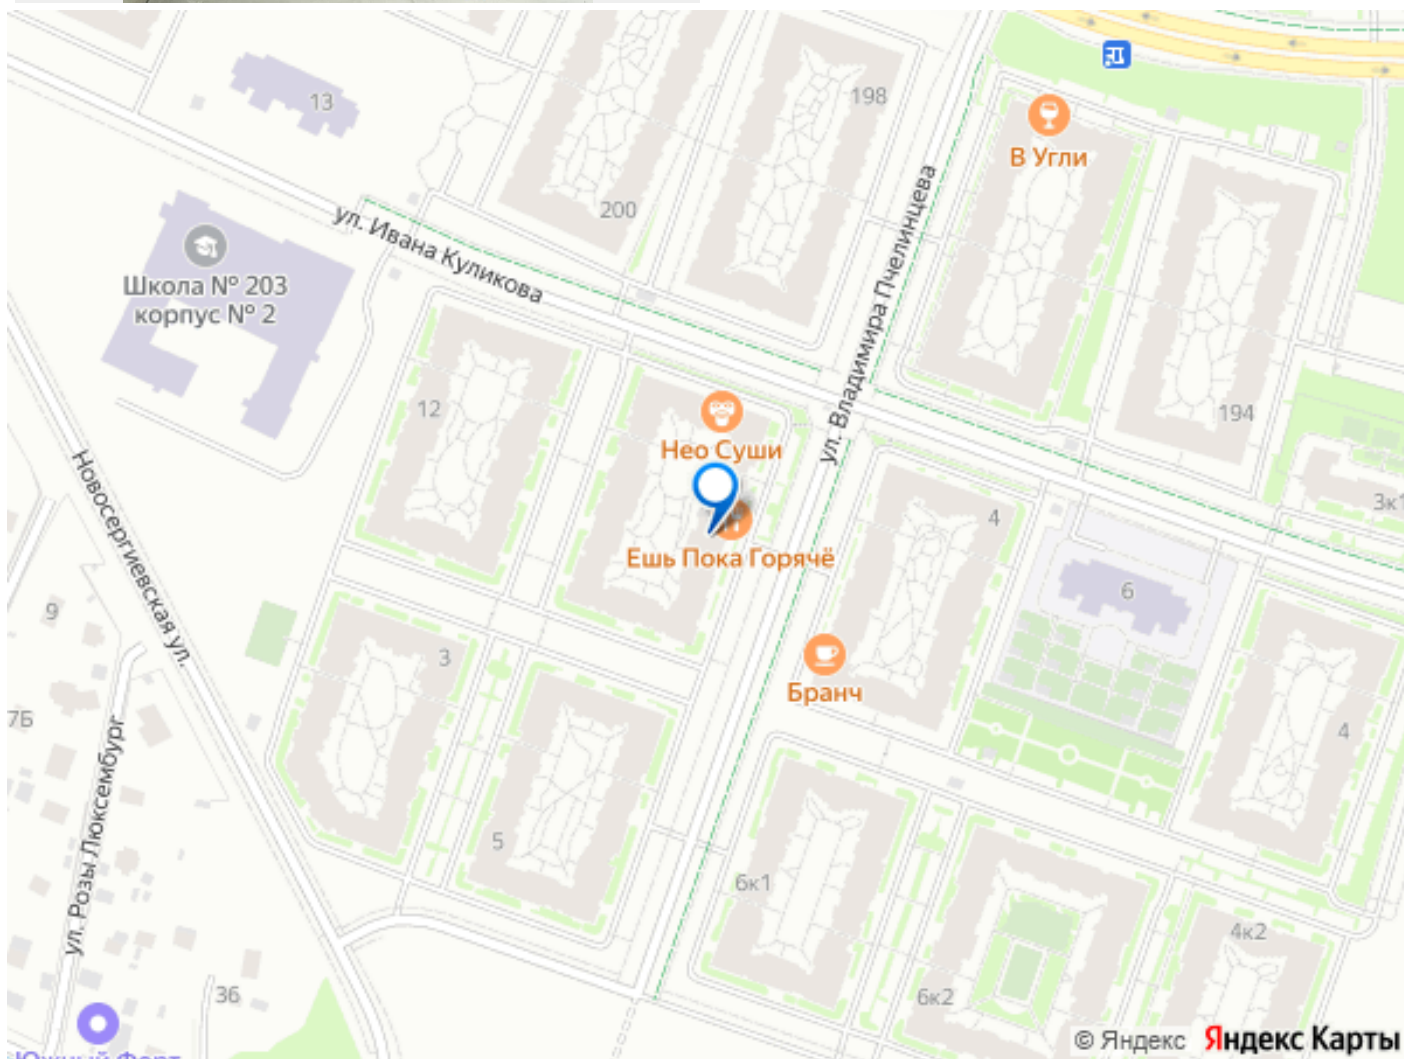 13
198
В Угли
200
ул. Ивана Куликова
ул. Владимира Пчелинцева
Школа № 203
корпус № 2
12
Нео Суши
194
3к1
Новосергиевская ул.
Ешь Пока Горячё
4
6
9
3
Бранч
7Б
4
ул. Розы Люксембург
5
6к1
4к2
36
6к2
© Яндекс Яндекс Карты